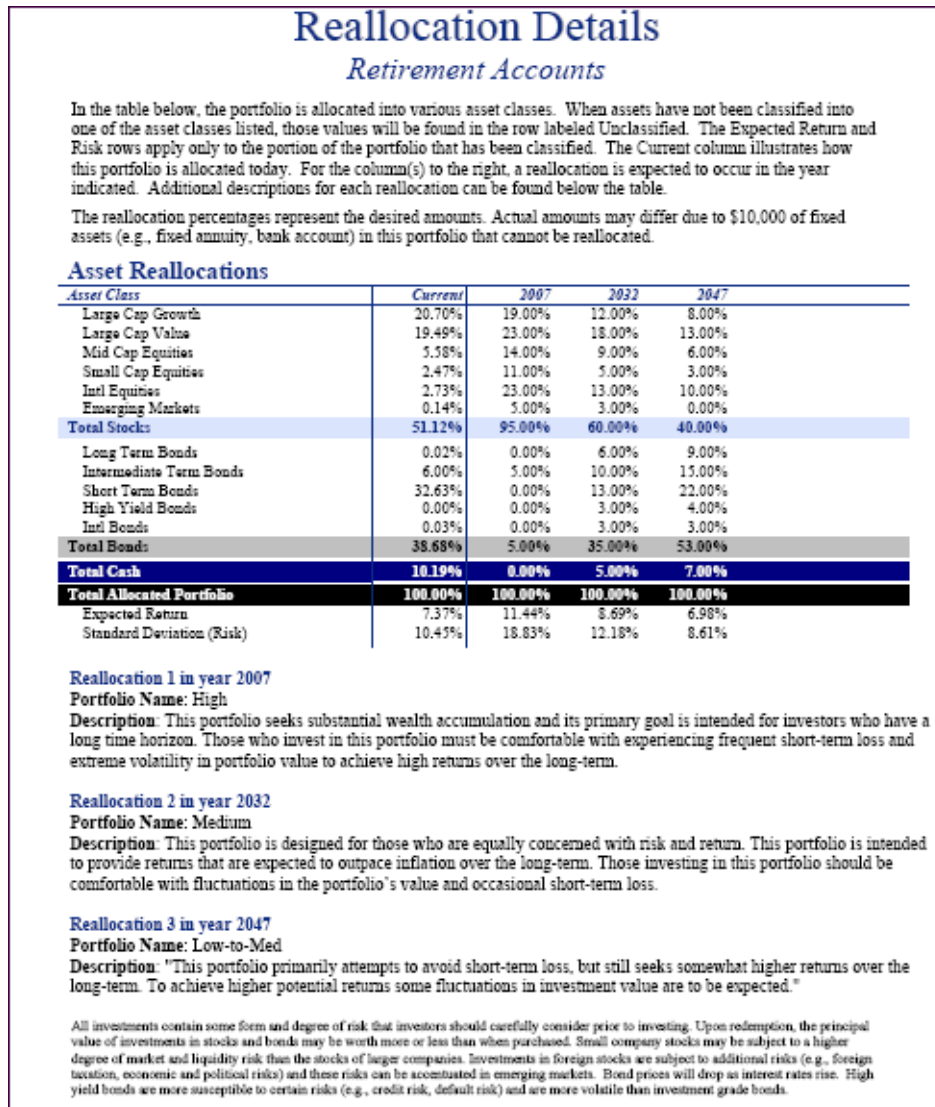 Reallocation Details
Retirement Accounts
In the table below, the portfolio is allocated into various asset classes.  When assets have not been classified into
one of the asset classes listed, those values will be found in the row labeled Unclassified.  The Expected Return and
Risk rows apply only to the portion of the portfolio that has been classified.  The Current column illustrates how
this portfolio is allocated today.  For the column(s) to the right, a reallocation is expected to occur in the year
indicated.  Additional descriptions for each reallocation can be found below the table.
The reallocation percentages represent the desired amounts. Actual amounts may differ due to $10,000 of fixed
assets (e.g., fixed annuity, bank account) in this portfolio that cannot be reallocated.
Asset Reallocations
Asset Class Current 2007 2032 2047
Large Cap Growth 20.70% 19.00% 12.00% 8.00%
Large Cap Value 19.49% 23.00% 18.00% 13.00%
Mid Cap Equities 5.58% 14.00% 9.00% 6.00%
Small Cap Equities 2.47% 11.00% 5.00% 3.00%
Intl Equities 2.73% 23.00% 13.00% 10.00%
Emerging Markets 0.14% 5.00% 3.00% 0.00%
Total Stocks 51.12% 95.00% 60.00% 40.00%
Long Term Bonds 0.02% 0.00% 6.00% 9.00%
Intermediate Term Bonds 6.00% 5.00% 10.00% 15.00%
Short Term Bonds 32.63% 0.00% 13.00% 22.00%
High Yield Bonds 0.00% 0.00% 3.00% 4.00%
Intl Bonds 0.03% 0.00% 3.00% 3.00%
Total Bonds 38.68% 5.00% 35.00% 53.00%
Total Cash 10.19% 0.00% 5.00% 7.00%
Total Allocated Portfolio 100.00% 100.00% 100.00% 100.00%
Expected Return 7.37% 11.44% 8.69% 6.98%
Standard Deviation (Risk) 10.45% 18.83% 12.18% 8.61%
Reallocation 1 in year 2007
Portfolio Name: High
Description: This portfolio seeks substantial wealth accumulation and its primary goal is intended for investors who have a
long time horizon. Those who invest in this portfolio must be comfortable with experiencing frequent short-term loss and
extreme volatility in portfolio value to achieve high returns over the long-term.
Reallocation 2 in year 2032
Portfolio Name: Medium
Description: This portfolio is designed for those who are equally concerned with risk and return. This portfolio is intended
to provide returns that are expected to outpace inflation over the long-term. Those investing in this portfolio should be
comfortable with fluctuations in the portfolio`s value and occasional short-term loss.
Reallocation 3 in year 2047
Portfolio Name: Low-to-Med
Description: "This portfolio primarily attempts to avoid short-term loss, but still seeks somewhat higher returns over the
long-term. To achieve higher potential returns some fluctuations in investment value are to be expected."
All investments contain some form and degree of risk that investors should carefully consider prior to investing. Upon redemption, the principal
value of investments in stocks and bonds may be worth more or less than when purchased. Small company stocks may be subject to a higher
degree of market and liquidity risk than the stocks of larger companies. Investments in foreign stocks are subject to additional risks (e.g., foreign
taxation, economic and political risks) and these risks can be accentuated in emerging markets.  Bond prices will drop as interest rates rise.  High
yield bonds are more susceptible to certain risks (e.g., credit risk, default risk) and are more volatile than investment grade bonds.